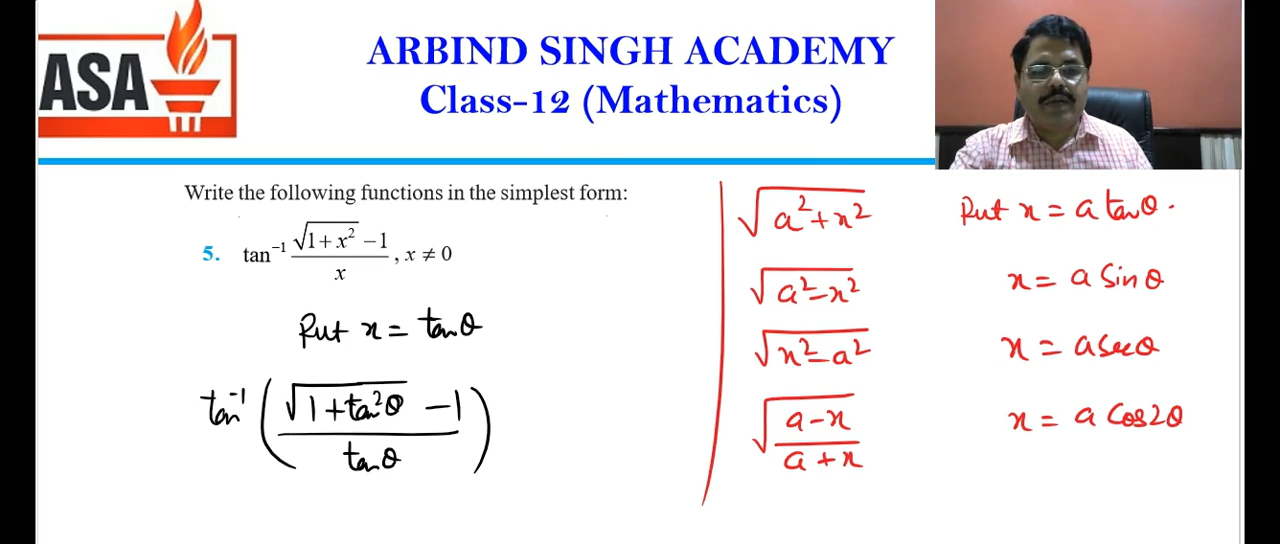 ASA
ARBIND SINGH ACADEMY
Class-12 (Mathematics)
Write the following functions in the simplest form:
5. tan⁻¹ (√(1+x²) −1)/x , x ≠ 0
Put x = tanθ
tan⁻¹ ( (√(1+tan²θ) −1)/tanθ )
√(a²+x²) Put x = a tanθ.
√(a²−x²) x = a Sinθ
√(x²−a²) x = a secθ
√((a−x)/(a+x)) x = a Cos2θ